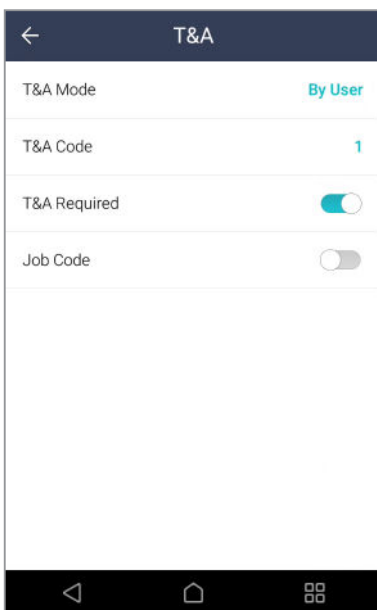 T&A
T&A Mode By User
T&A Code 1
T&A Required
Job Code